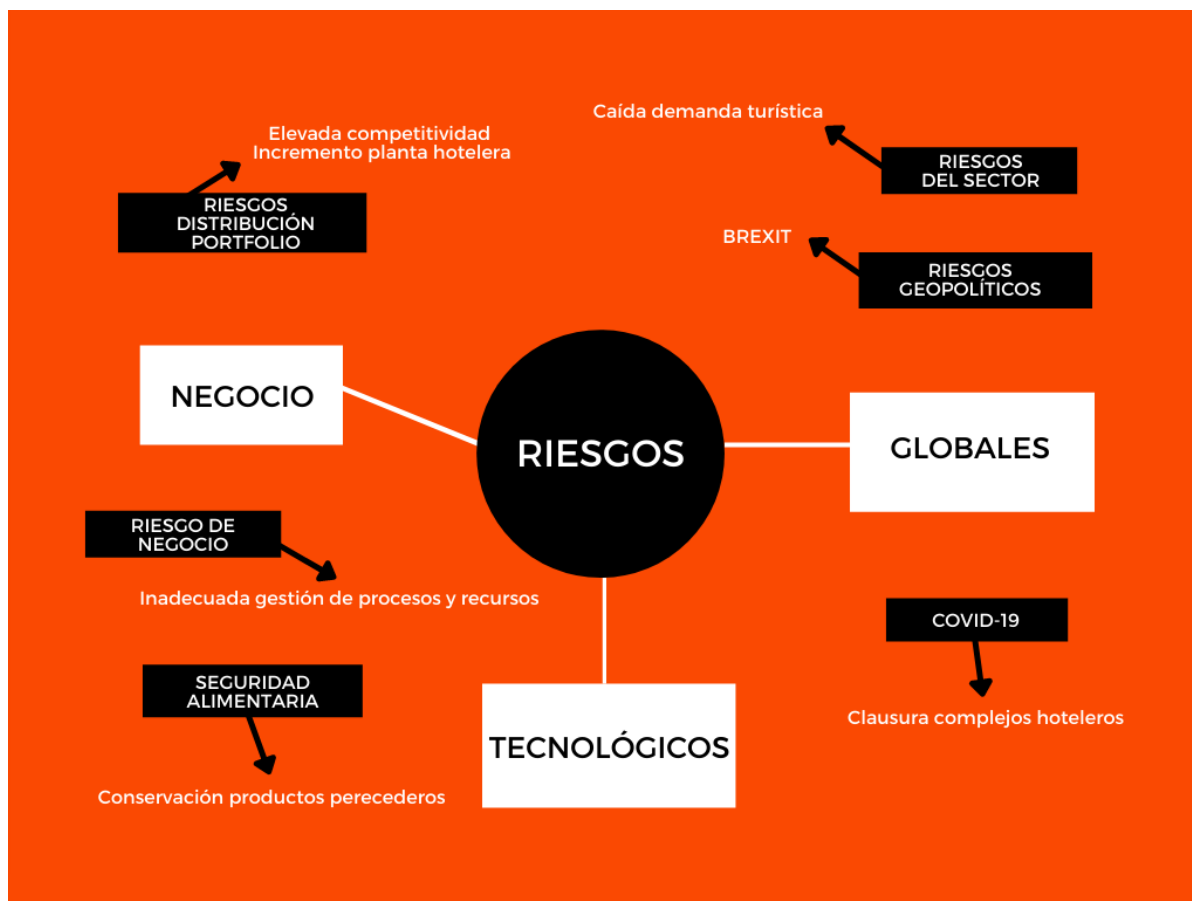 Caída demanda turística
Elevada competitividad
Incremento planta hotelera
RIESGOS
DEL SECTOR
RIESGOS
DISTRIBUCIÓN
PORTFOLIO
BREXIT
RIESGOS
GEOPOLÍTICOS
NEGOCIO
RIESGOS
GLOBALES
RIESGO DE
NEGOCIO
Inadecuada gestión de procesos y recursos
COVID-19
SEGURIDAD
ALIMENTARIA
Clausura complejos hoteleros
TECNOLÓGICOS
Conservación productos perecederos